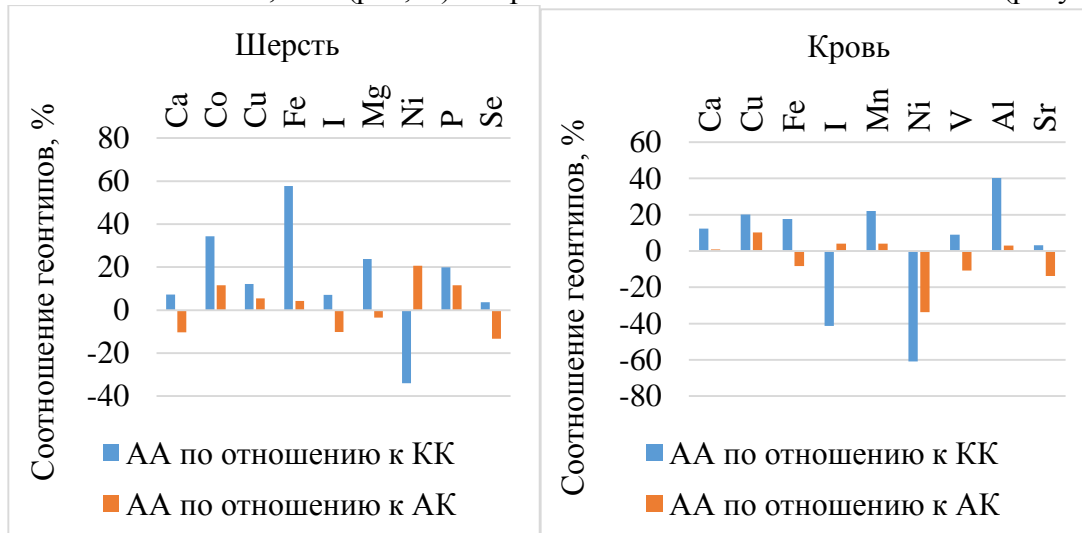 Шерсть
Соотношение геонтипов, %
Ca Co Cu Fe I Mg Ni P Se
80
60
40
20
0
-20
-40
АА по отношению к КК
АА по отношению к АК
Кровь
Соотношение геонтипов, %
Ca Cu Fe I Mn Ni V Al Sr
60
40
20
0
-20
-40
-60
-80
АА по отношению к КК
АА по отношению к АК